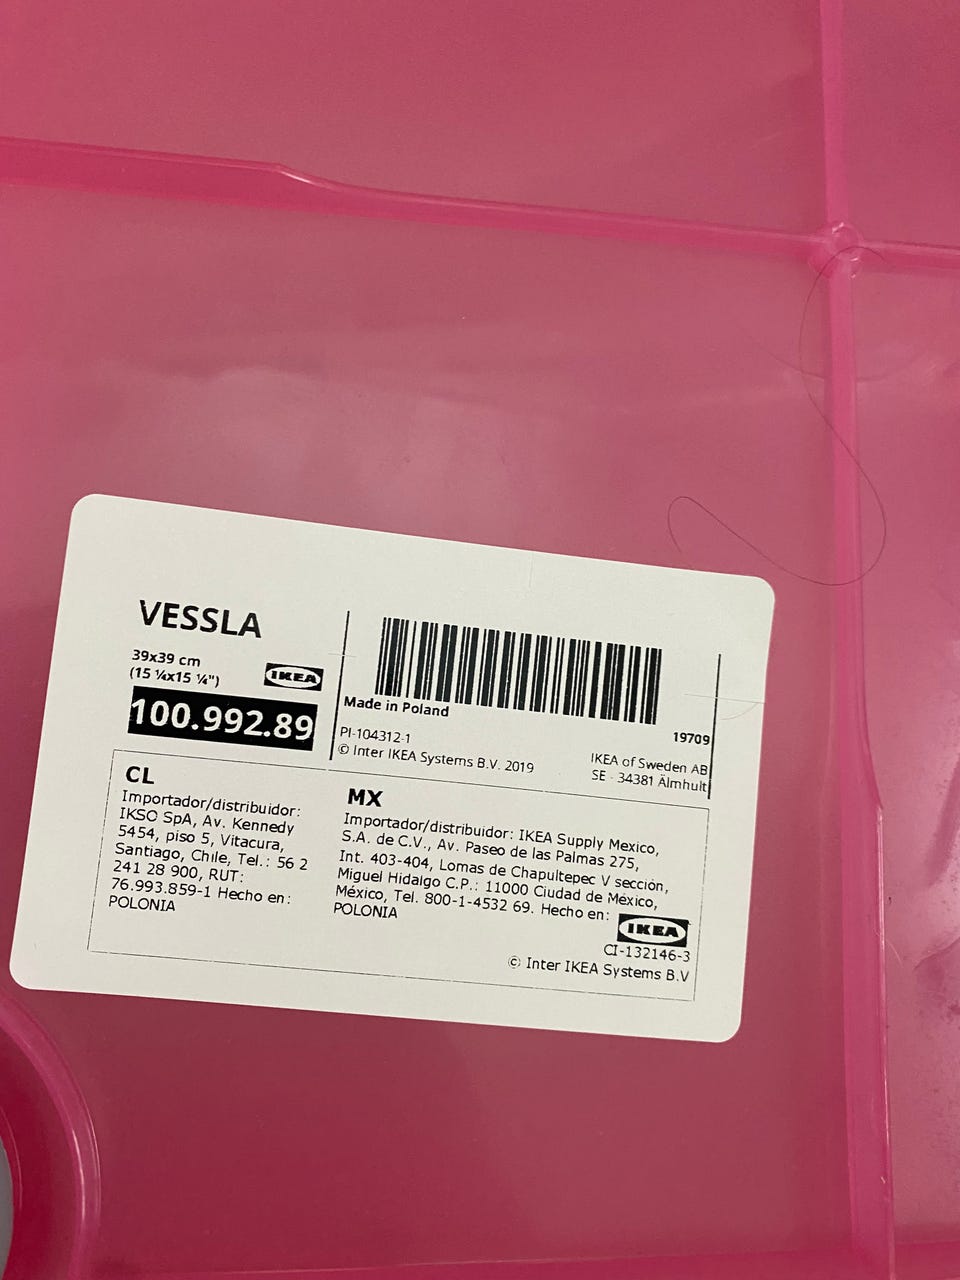 VESSLA
39x39 cm
(15 ¼x15 ¼")
IKEA
100.992.89
Made in Poland
PI-104312-1
© Inter IKEA Systems B.V. 2019
19709
IKEA of Sweden AB
SE - 34381 Älmhult
CL
Importador/distribuidor:
IKSO SpA, Av. Kennedy
5454, piso 5, Vitacura,
Santiago, Chile, Tel.: 56 2
241 28 900, RUT:
76.993.859-1 Hecho en:
POLONIA
MX
Importador/distribuidor: IKEA Supply Mexico,
S.A. de C.V., Av. Paseo de las Palmas 275,
Int. 403-404, Lomas de Chapultepec V sección,
Miguel Hidalgo C.P.: 11000 Ciudad de México,
México, Tel. 800-1-4532 69. Hecho en:
POLONIA
IKEA
CI-132146-3
© Inter IKEA Systems B.V